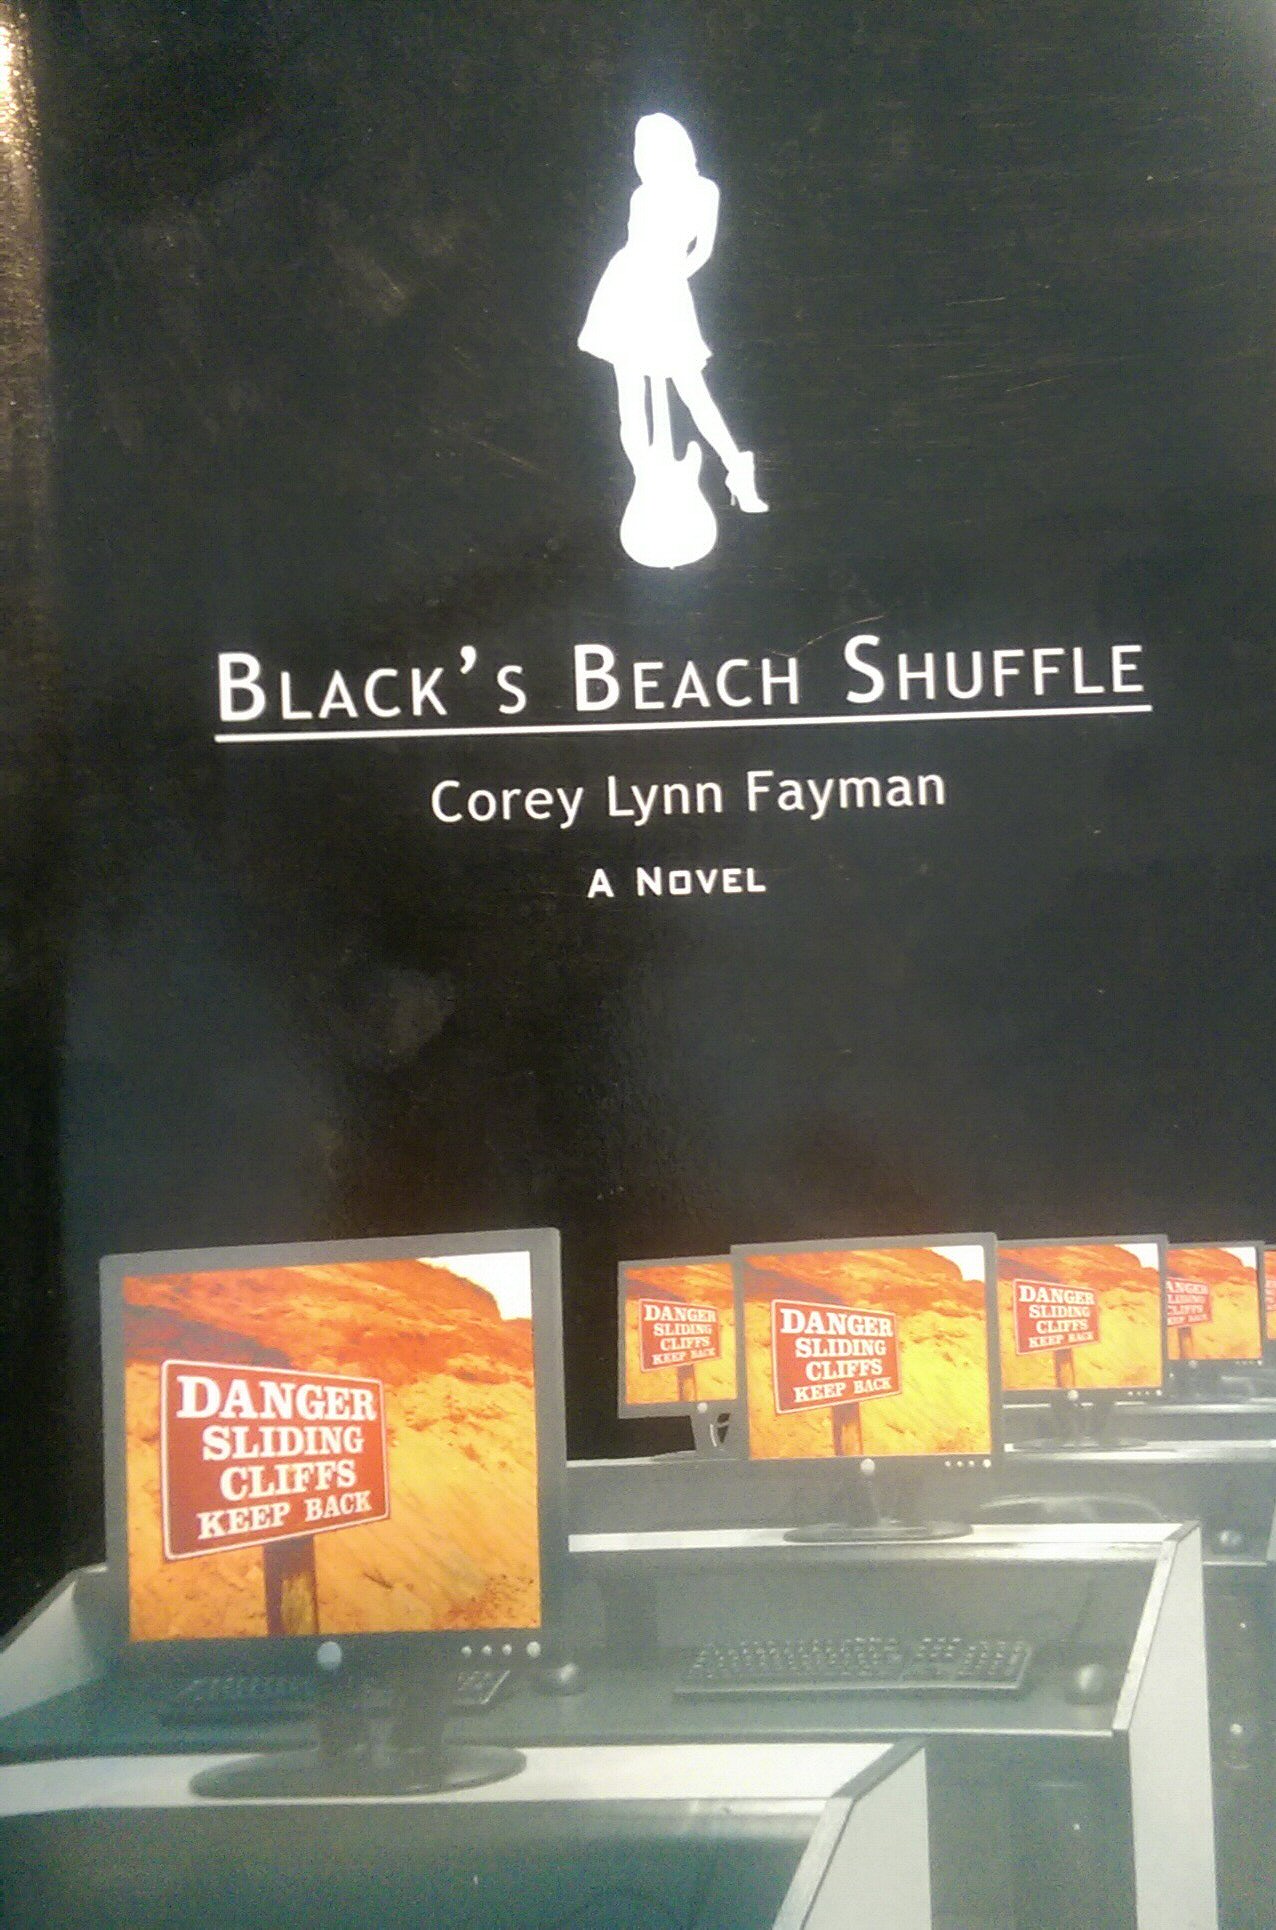 BLACK'S BEACH SHUFFLE
Corey Lynn Fayman
A NOVEL
DANGER
SLIDING
CLIFFS
KEEP BACK
DANGER
SLIDING
CLIFFS
KEEP BACK
DANGER
SLIDING
CLIFFS
KEEP BACK
DANGER
SLIDING
CLIFFS
KEEP BACK